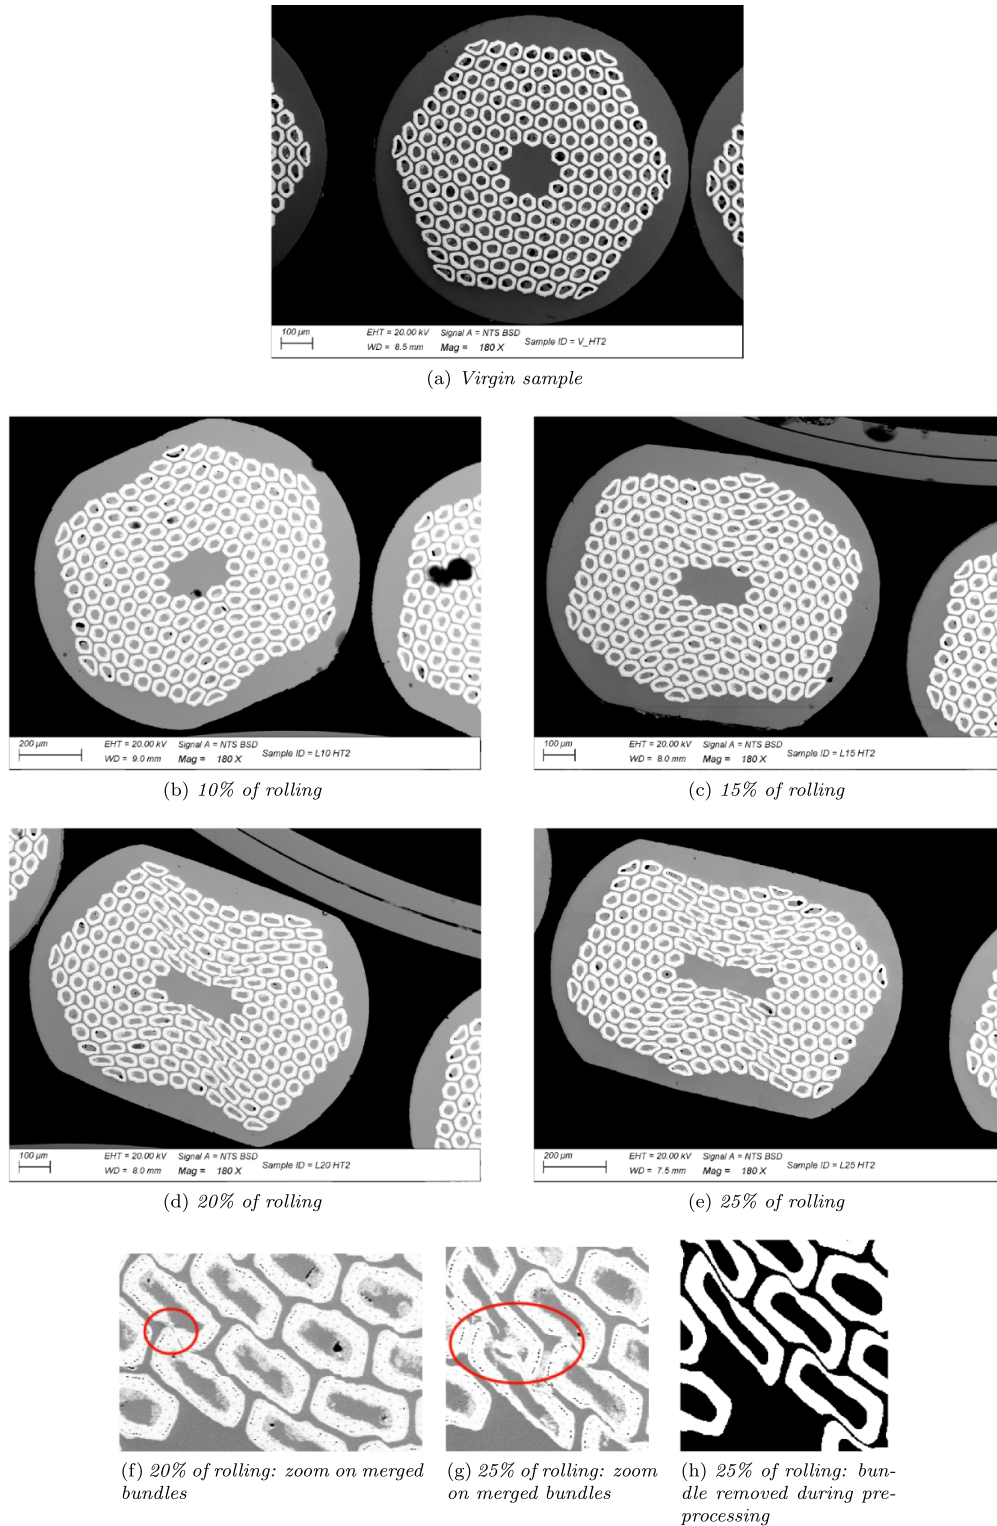 100 µm EHT = 20.00 kV Signal A = NTS BSD Sample ID = V_HT2
WD = 8.5 mm Mag = 180 X
(a) Virgin sample
200 µm EHT = 20.00 kV Signal A = NTS BSD Sample ID = L10 HT2
WD = 9.0 mm Mag = 180 X
100 µm EHT = 20.00 kV Signal A = NTS BSD Sample ID = L15 HT2
WD = 8.0 mm Mag = 180 X
(b) 10% of rolling
(c) 15% of rolling
100 µm EHT = 20.00 kV Signal A = NTS BSD Sample ID = L20 HT2
WD = 8.0 mm Mag = 180 X
200 µm EHT = 20.00 kV Signal A = NTS BSD Sample ID = L25 HT2
WD = 7.5 mm Mag = 180 X
(d) 20% of rolling
(e) 25% of rolling
(f) 20% of rolling: zoom on merged
bundles
(g) 25% of rolling: zoom
on merged bundles
(h) 25% of rolling: bun-
dle removed during pre-
processing